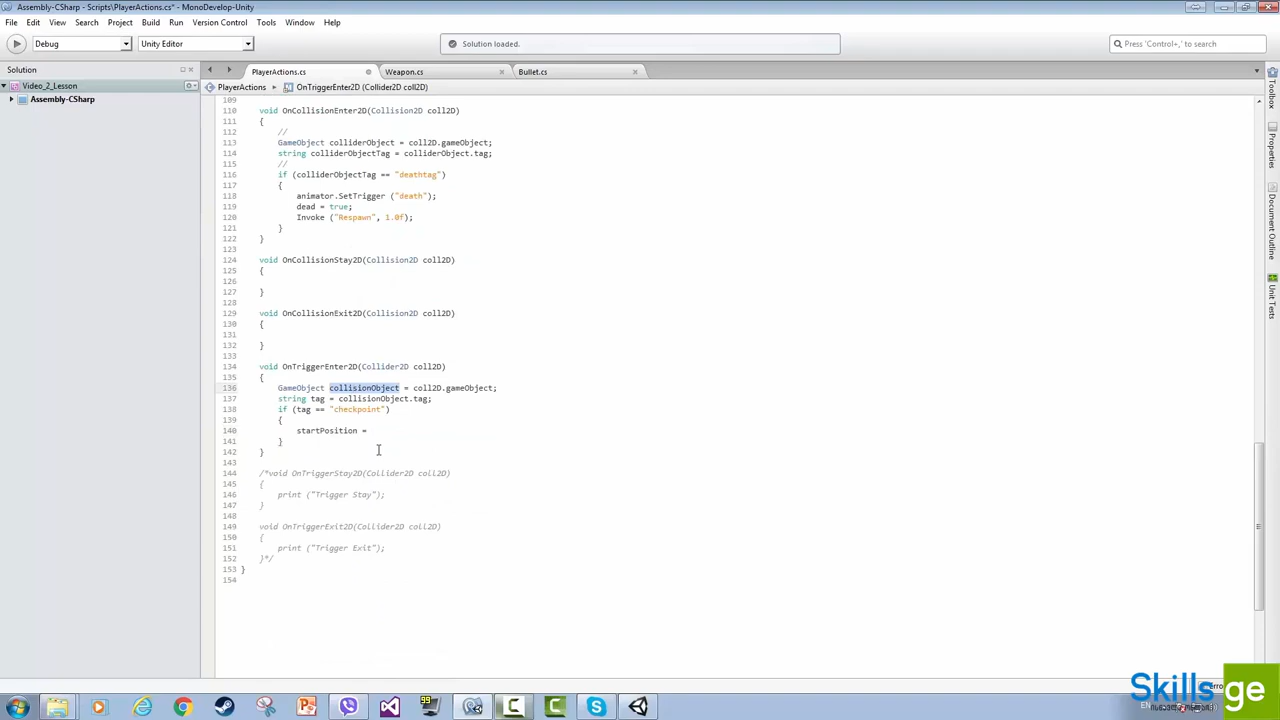 Assembly-CSharp - Scripts\PlayerActions.cs* - MonoDevelop-Unity
File Edit View Search Project Build Run Version Control Tools Window Help
Debug Unity Editor Solution loaded. Press 'Control+,' to search
Solution PlayerActions.cs Weapon.cs Bullet.cs
Video_2_Lesson PlayerActions OnTriggerEnter2D (Collider2D coll2D)
Assembly-CSharp
Toolbox
Properties
Document Outline
Unit Tests
109
110 void OnCollisionEnter2D(Collision2D coll2D)
111 {
112 //
113 GameObject colliderObject = coll2D.gameObject;
114 string colliderObjectTag = colliderObject.tag;
115 //
116 if (colliderObjectTag == "deathtag")
117 {
118 animator.SetTrigger ("death");
119 dead = true;
120 Invoke ("Respawn", 1.0f);
121 }
122 }
123
124 void OnCollisionStay2D(Collision2D coll2D)
125 {
126
127 }
128
129 void OnCollisionExit2D(Collision2D coll2D)
130 {
131
132 }
133
134 void OnTriggerEnter2D(Collider2D coll2D)
135 {
136 GameObject collisionObject = coll2D.gameObject;
137 string tag = collisionObject.tag;
138 if (tag == "checkpoint")
139 {
140 startPosition =
141 }
142 }
143
144 /*void OnTriggerStay2D(Collider2D coll2D)
145 {
146 print ("Trigger Stay");
147 }
148
149 void OnTriggerExit2D(Collider2D coll2D)
150 {
151 print ("Trigger Exit");
152 }*/
153 }
154
Skills ge